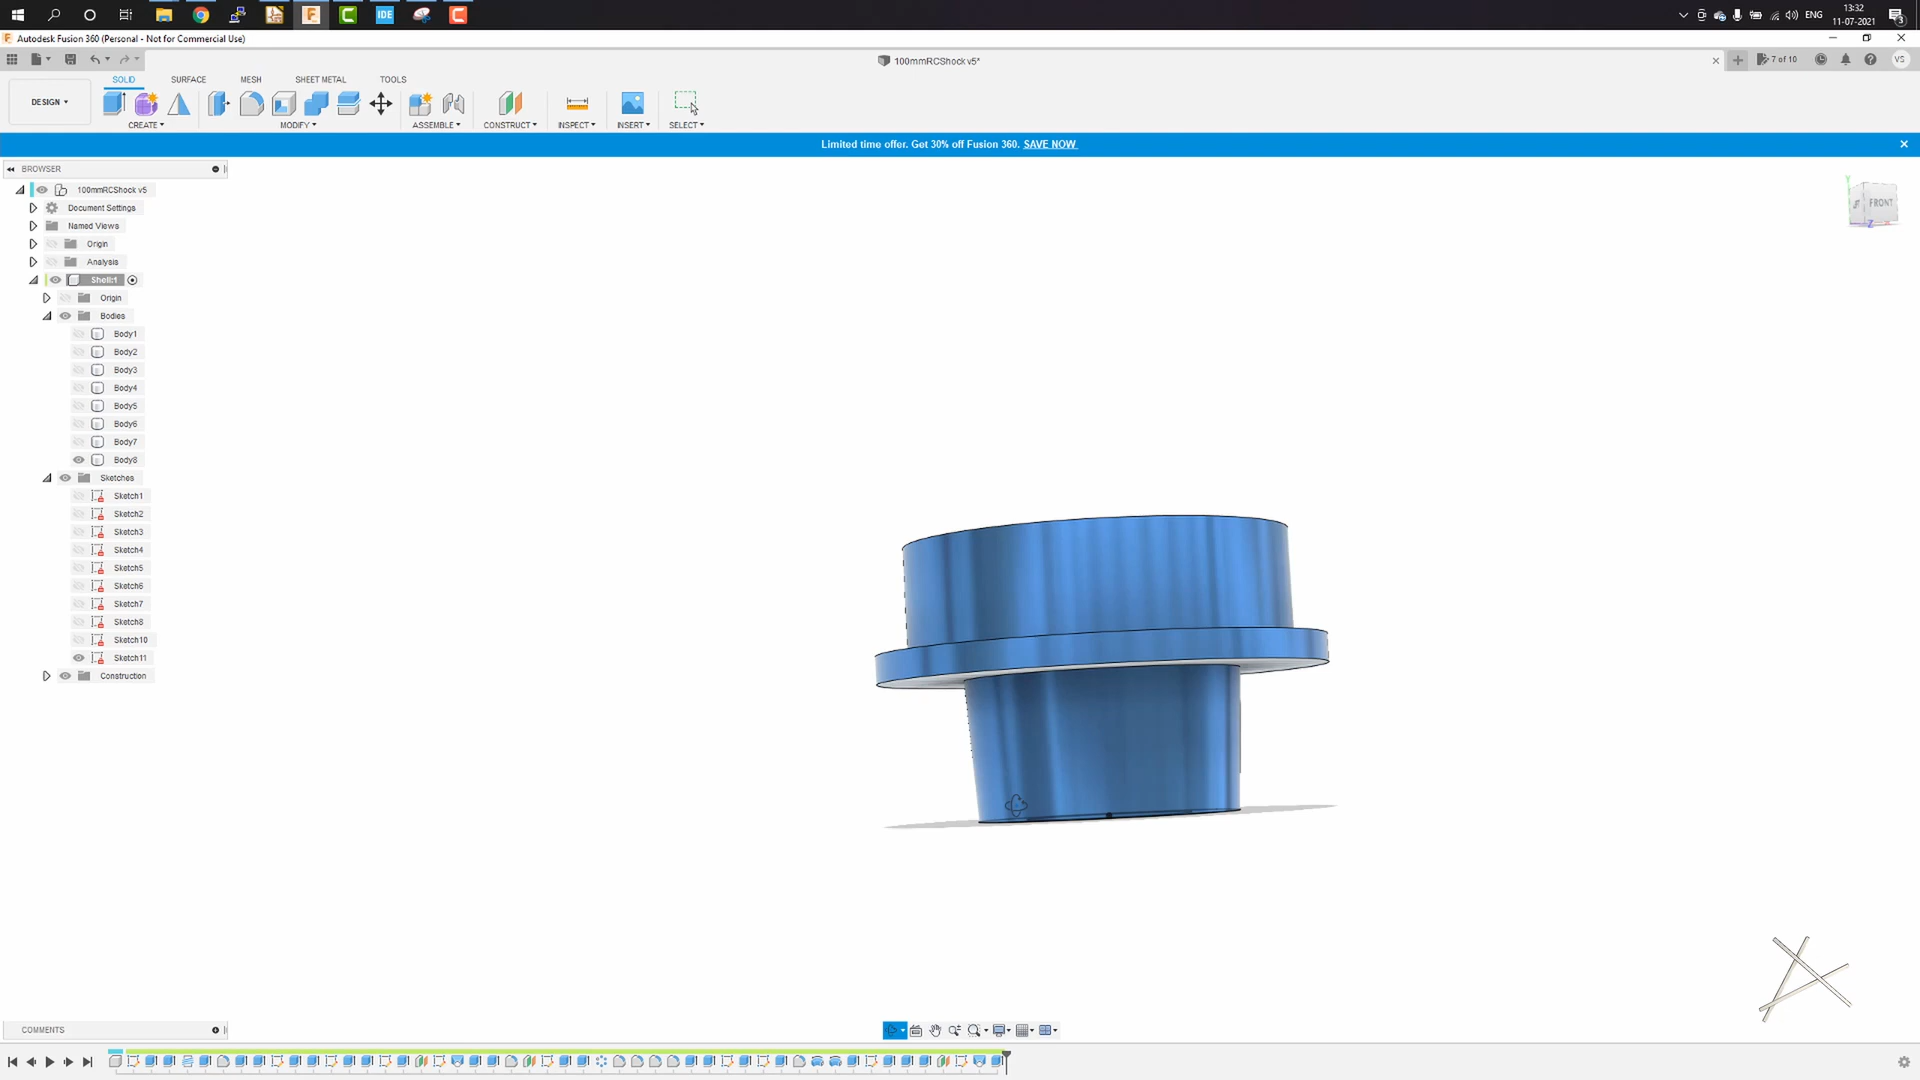 IDE
ENG
13:32
11-07-2021
3
Autodesk Fusion 360 (Personal - Not for Commercial Use)
100mmRCShock v5*
7 of 10
VS
DESIGN
SOLID SURFACE MESH SHEET METAL TOOLS
CREATE MODIFY ASSEMBLE CONSTRUCT INSPECT INSERT SELECT
Limited time offer. Get 30% off Fusion 360. SAVE NOW
BROWSER
100mmRCShock v5
Document Settings
Named Views
Origin
Analysis
Shell:1
Origin
Bodies
Body1
Body2
Body3
Body4
Body5
Body6
Body7
Body8
Sketches
Sketch1
Sketch2
Sketch3
Sketch4
Sketch5
Sketch6
Sketch7
Sketch8
Sketch10
Sketch11
Construction
FRONT
Y
Z
COMMENTS